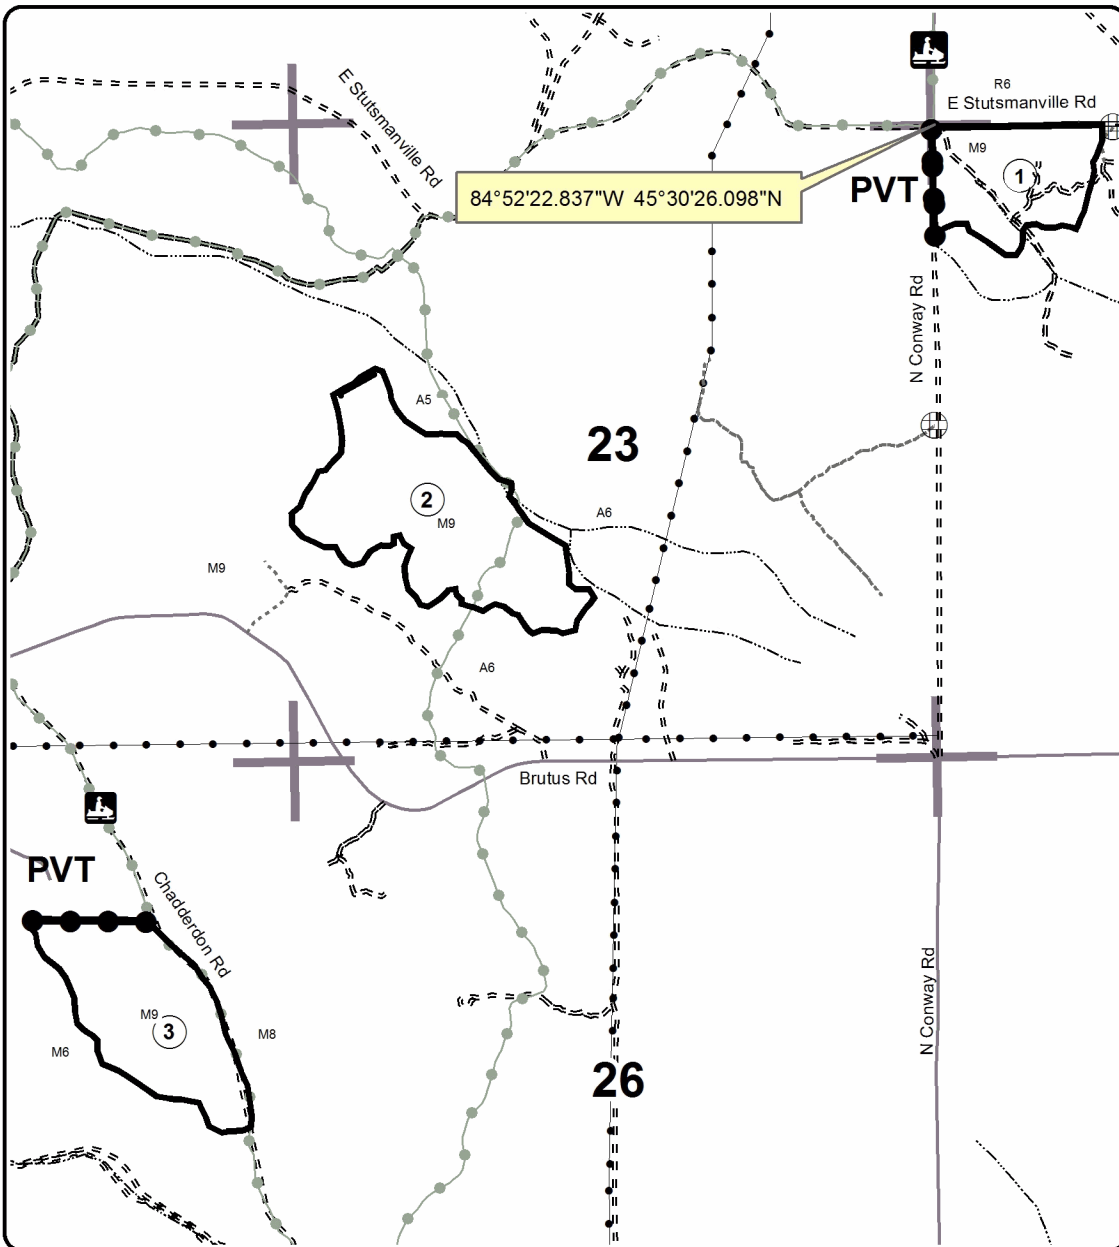 R6
E Stutsmanville Rd
E Stutsmanville Rd
M9
1
PVT
84°52'22.837"W 45°30'26.098"N
N Conway Rd
A5
23
2
M9
A6
M9
A6
Brutus Rd
PVT
Chadderdon Rd
N Conway Rd
M9
3
M8
M6
26